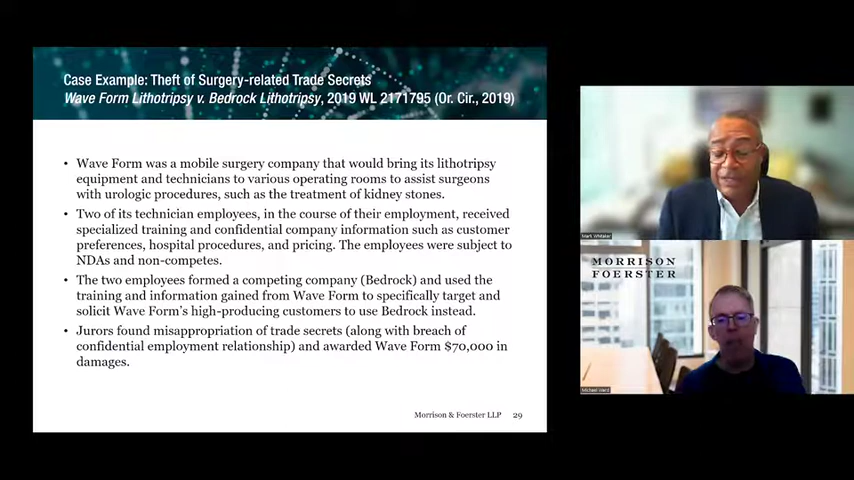 Case Example: Theft of Surgery-related Trade Secrets
Wave Form Lithotripsy v. Bedrock Lithotripsy, 2019 WL 2171795 (Or. Cir., 2019)
• Wave Form was a mobile surgery company that would bring its lithotripsy
equipment and technicians to various operating rooms to assist surgeons
with urologic procedures, such as the treatment of kidney stones.
• Two of its technician employees, in the course of their employment, received
specialized training and confidential company information such as customer
preferences, hospital procedures, and pricing. The employees were subject to
NDAs and non-competes.
• The two employees formed a competing company (Bedrock) and used the
training and information gained from Wave Form to specifically target and
solicit Wave Form's high-producing customers to use Bedrock instead.
• Jurors found misappropriation of trade secrets (along with breach of
confidential employment relationship) and awarded Wave Form $70,000 in
damages.
Morrison & Foerster LLP 29
Mark Whitaker
MORRISON
FOERSTER
Michael Ward